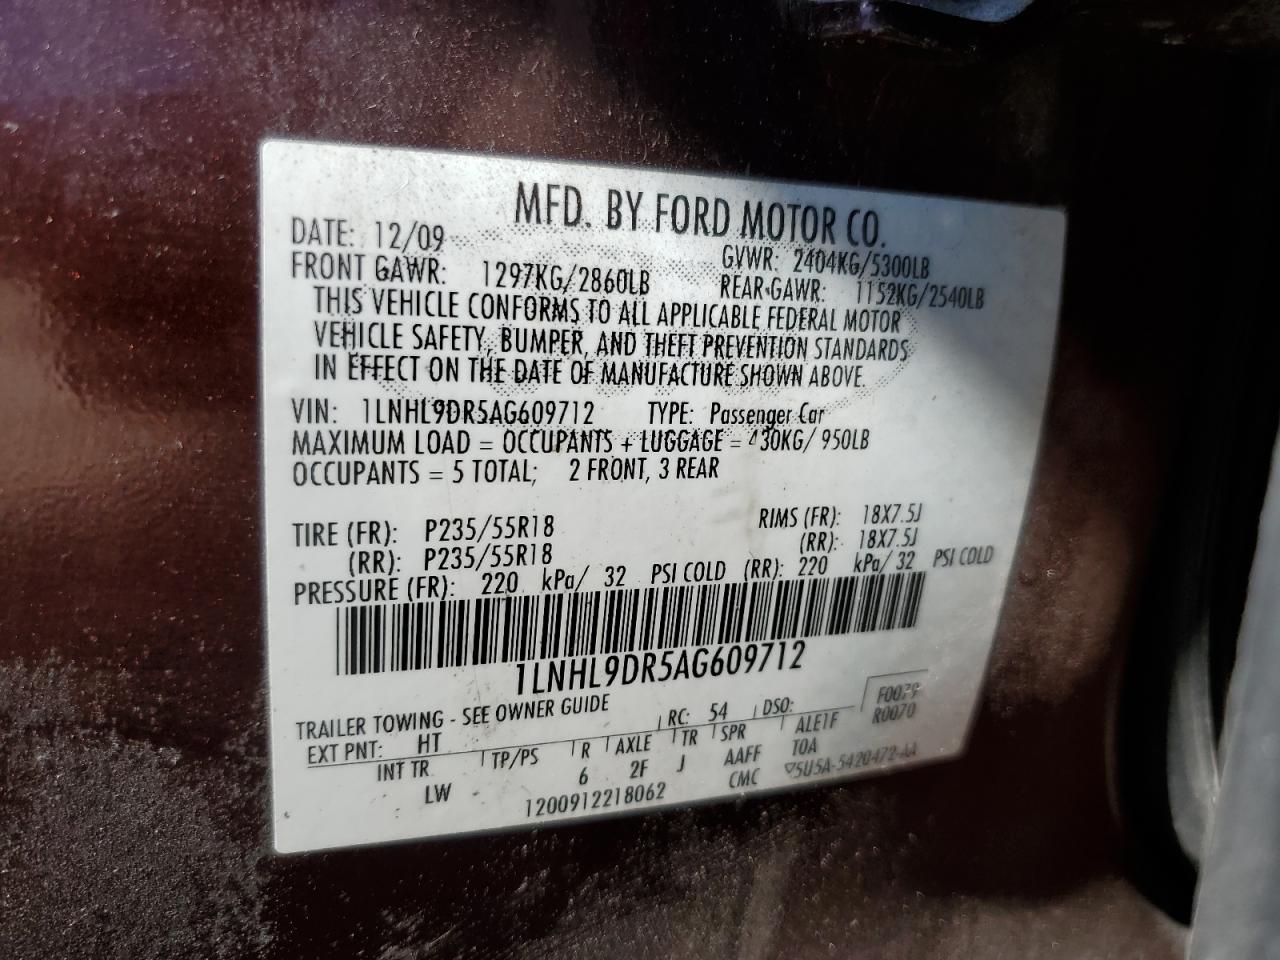 MFD. BY FORD MOTOR CO.
DATE: 12/09 GVWR: 2404KG/5300LB
FRONT GAWR: 1297KG/2860LB REAR GAWR: 1152KG/2540LB
THIS VEHICLE CONFORMS TO ALL APPLICABLE FEDERAL MOTOR
VEHICLE SAFETY, BUMPER, AND THEFT PREVENTION STANDARDS
IN EFFECT ON THE DATE OF MANUFACTURE SHOWN ABOVE.
VIN: 1LNHL9DR5AG609712 TYPE: Passenger Car
MAXIMUM LOAD = OCCUPANTS + LUGGAGE = 430KG/ 950LB
OCCUPANTS = 5 TOTAL; 2 FRONT, 3 REAR
TIRE (FR): P235/55R18 RIMS (FR): 18X7.5J
(RR): P235/55R18 (RR): 18X7.5J
PRESSURE (FR): 220 kPa/ 32 PSI COLD (RR): 220 kPa/ 32 PSI COLD
1LNHL9DR5AG609712
TRAILER TOWING - SEE OWNER GUIDE
EXT PNT: HT RC: 54 DSO: F0079
R0070
INT TR TP/PS R AXLE TR SPR ALE1F
LW 6 2F J AAFF TOA
1200912218062 CMC 5U5A-5420472-AA